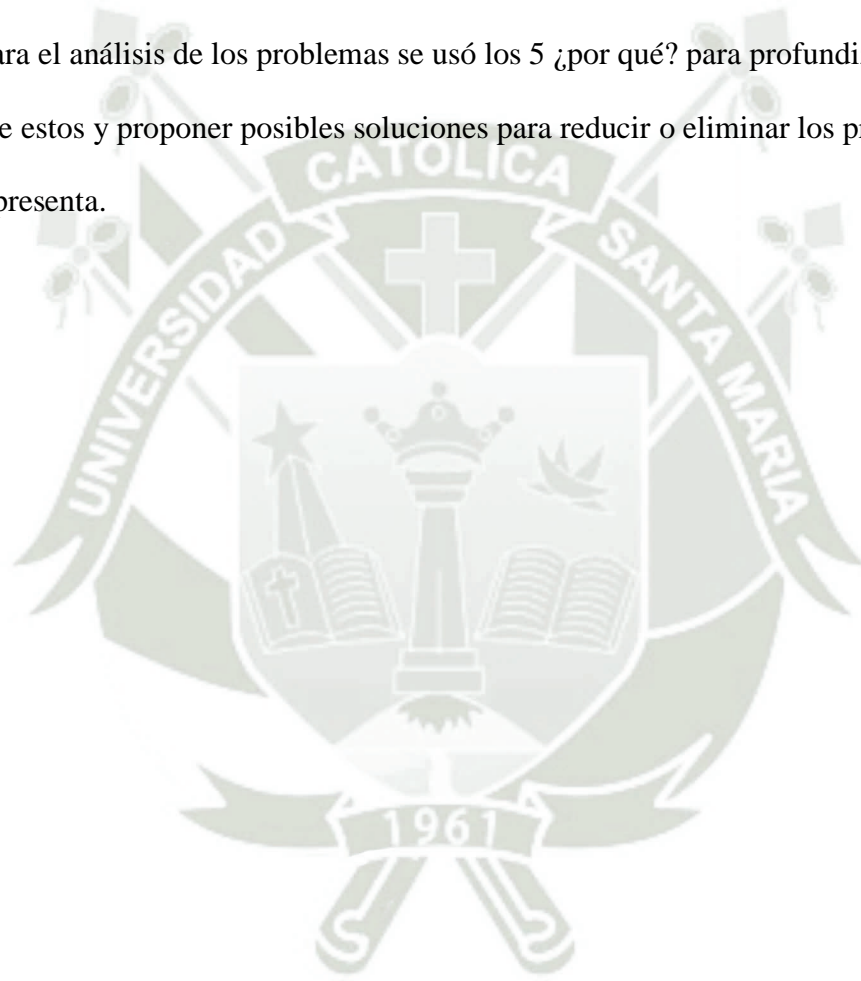 ara el análisis de los problemas se usó los 5 ¿por qué? para profundi
e estos y proponer posibles soluciones para reducir o eliminar los p
presenta.
CATOLICA
UNIVERSIDAD
SANTA MARIA
1961